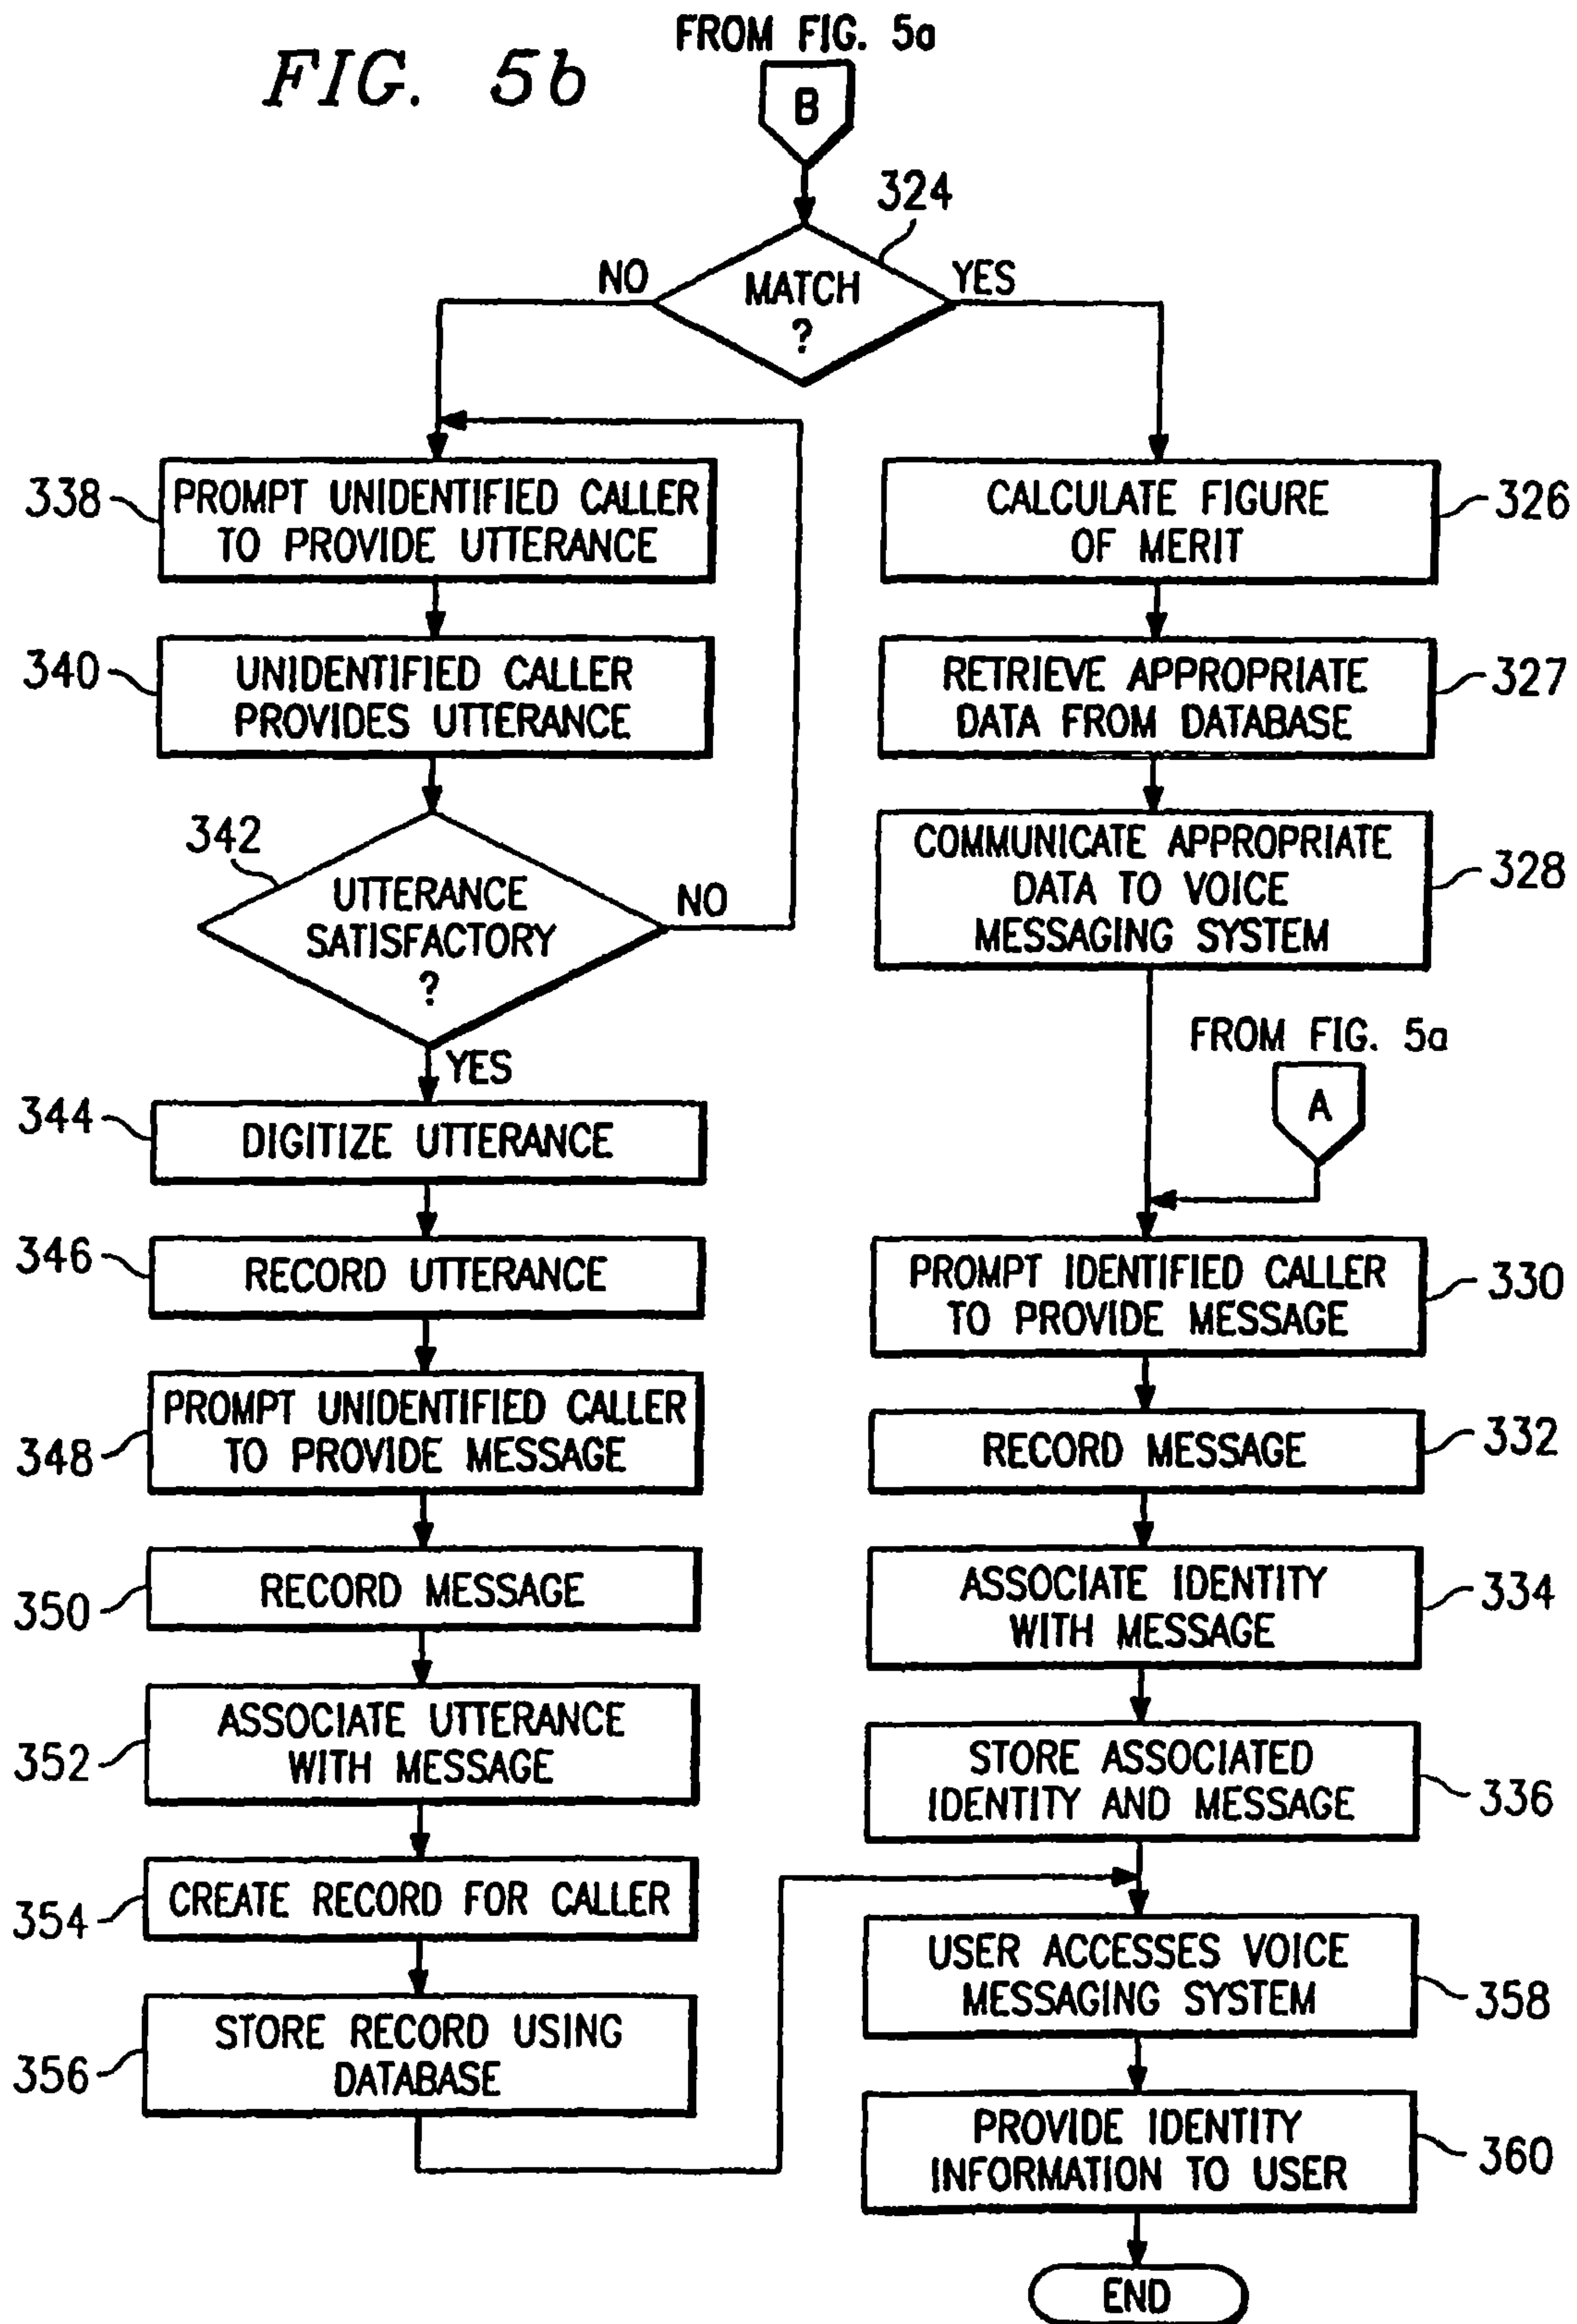 FROM FIG. 5a
FIG. 5b
B
324
NO
YES
MATCH
?
338
PROMPT UNIDENTIFIED CALLER
TO PROVIDE UTTERANCE
340
UNIDENTIFIED CALLER
PROVIDES UTTERANCE
342
UTTERANCE
SATISFACTORY
?
NO
YES
344
DIGITIZE UTTERANCE
346
RECORD UTTERANCE
348
PROMPT UNIDENTIFIED CALLER
TO PROVIDE MESSAGE
350
RECORD MESSAGE
352
ASSOCIATE UTTERANCE
WITH MESSAGE
354
CREATE RECORD FOR CALLER
356
STORE RECORD USING
DATABASE
CALCULATE FIGURE
OF MERIT
326
RETRIEVE APPROPRIATE
DATA FROM DATABASE
327
COMMUNICATE APPROPRIATE
DATA TO VOICE
MESSAGING SYSTEM
328
FROM FIG. 5a
A
PROMPT IDENTIFIED CALLER
TO PROVIDE MESSAGE
330
RECORD MESSAGE
332
ASSOCIATE IDENTITY
WITH MESSAGE
334
STORE ASSOCIATED
IDENTITY AND MESSAGE
336
USER ACCESSES VOICE
MESSAGING SYSTEM
358
PROVIDE IDENTITY
INFORMATION TO USER
360
END